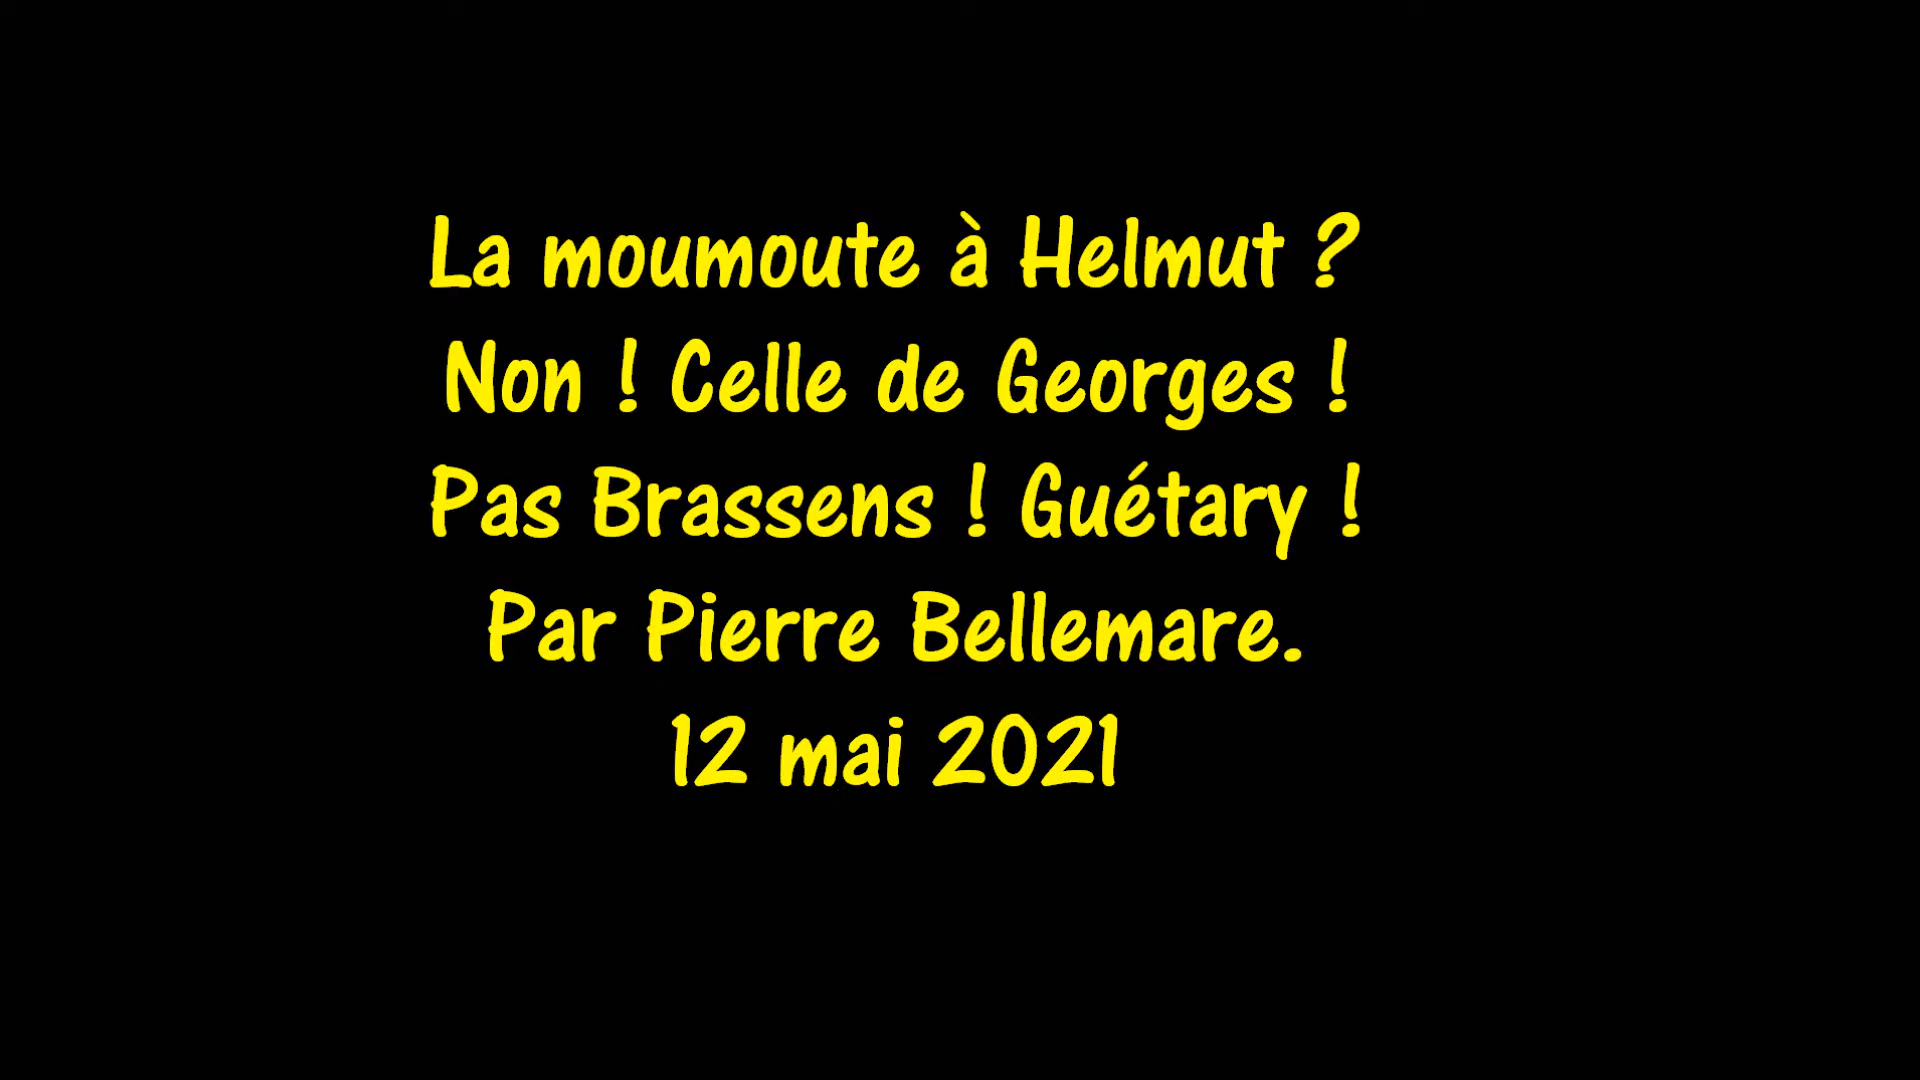 La moumoute à Helmut ?
Non ! Celle de Georges !
Pas Brassens ! Guétary !
Par Pierre Bellemare.
12 mai 2021